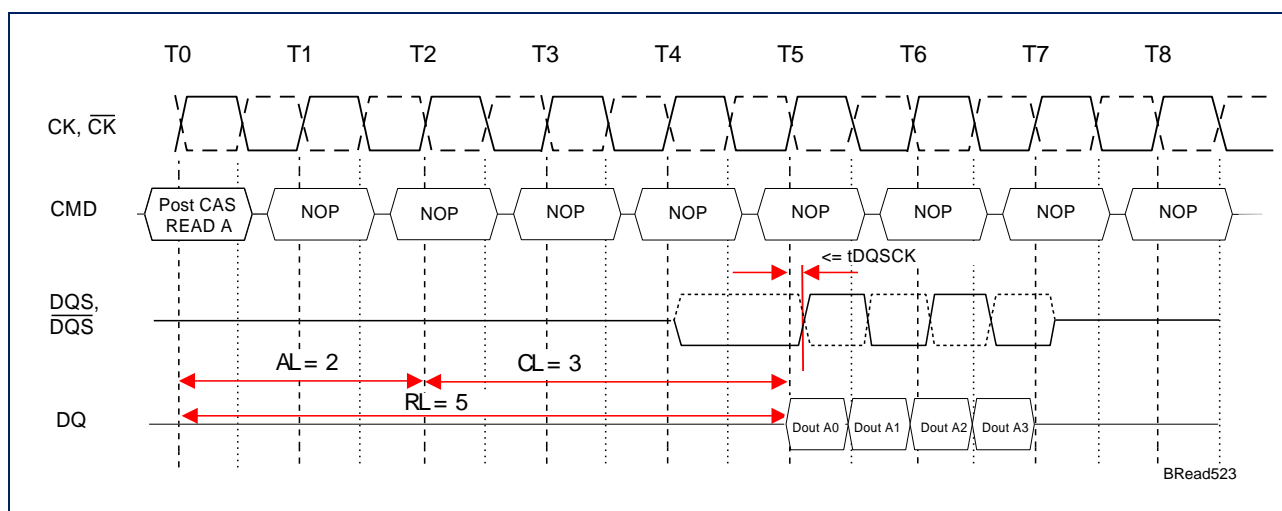 T0 T1 T2 T3 T4 T5 T6 T7 T8
CK, CK
CMD
Post CAS
READ A
NOP NOP NOP NOP NOP NOP NOP NOP
<= tDQSCK
DQS,
DQS
AL = 2
CL = 3
RL = 5
DQ
Dout A0 Dout A1 Dout A2 Dout A3
BRead523